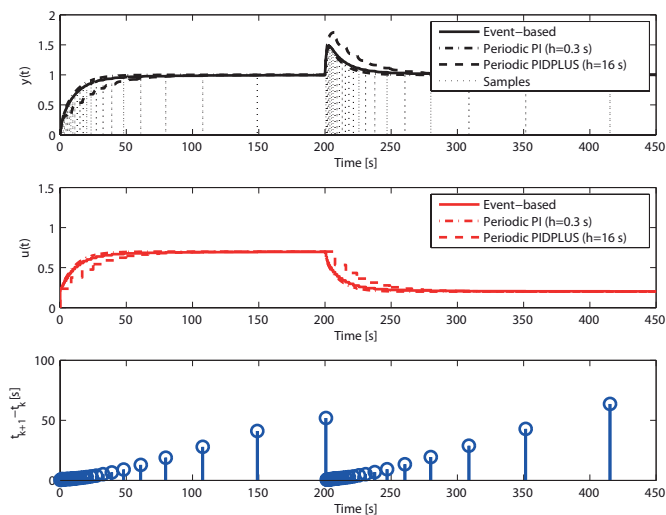 2
1.5
1
0.5
0
y(t)
Event−based
Periodic PI (h=0.3 s)
Periodic PIDPLUS (h=16 s)
Samples
0 50 100 150 200 250 300 350 400 450
Time [s]
1.5
1
0.5
0
u(t)
Event−based
Periodic PI (h=0.3 s)
Periodic PIDPLUS (h=16 s)
0 50 100 150 200 250 300 350 400 450
Time [s]
100
50
0
t_{k+1}−t_k [s]
0 50 100 150 200 250 300 350 400 450
Time [s]